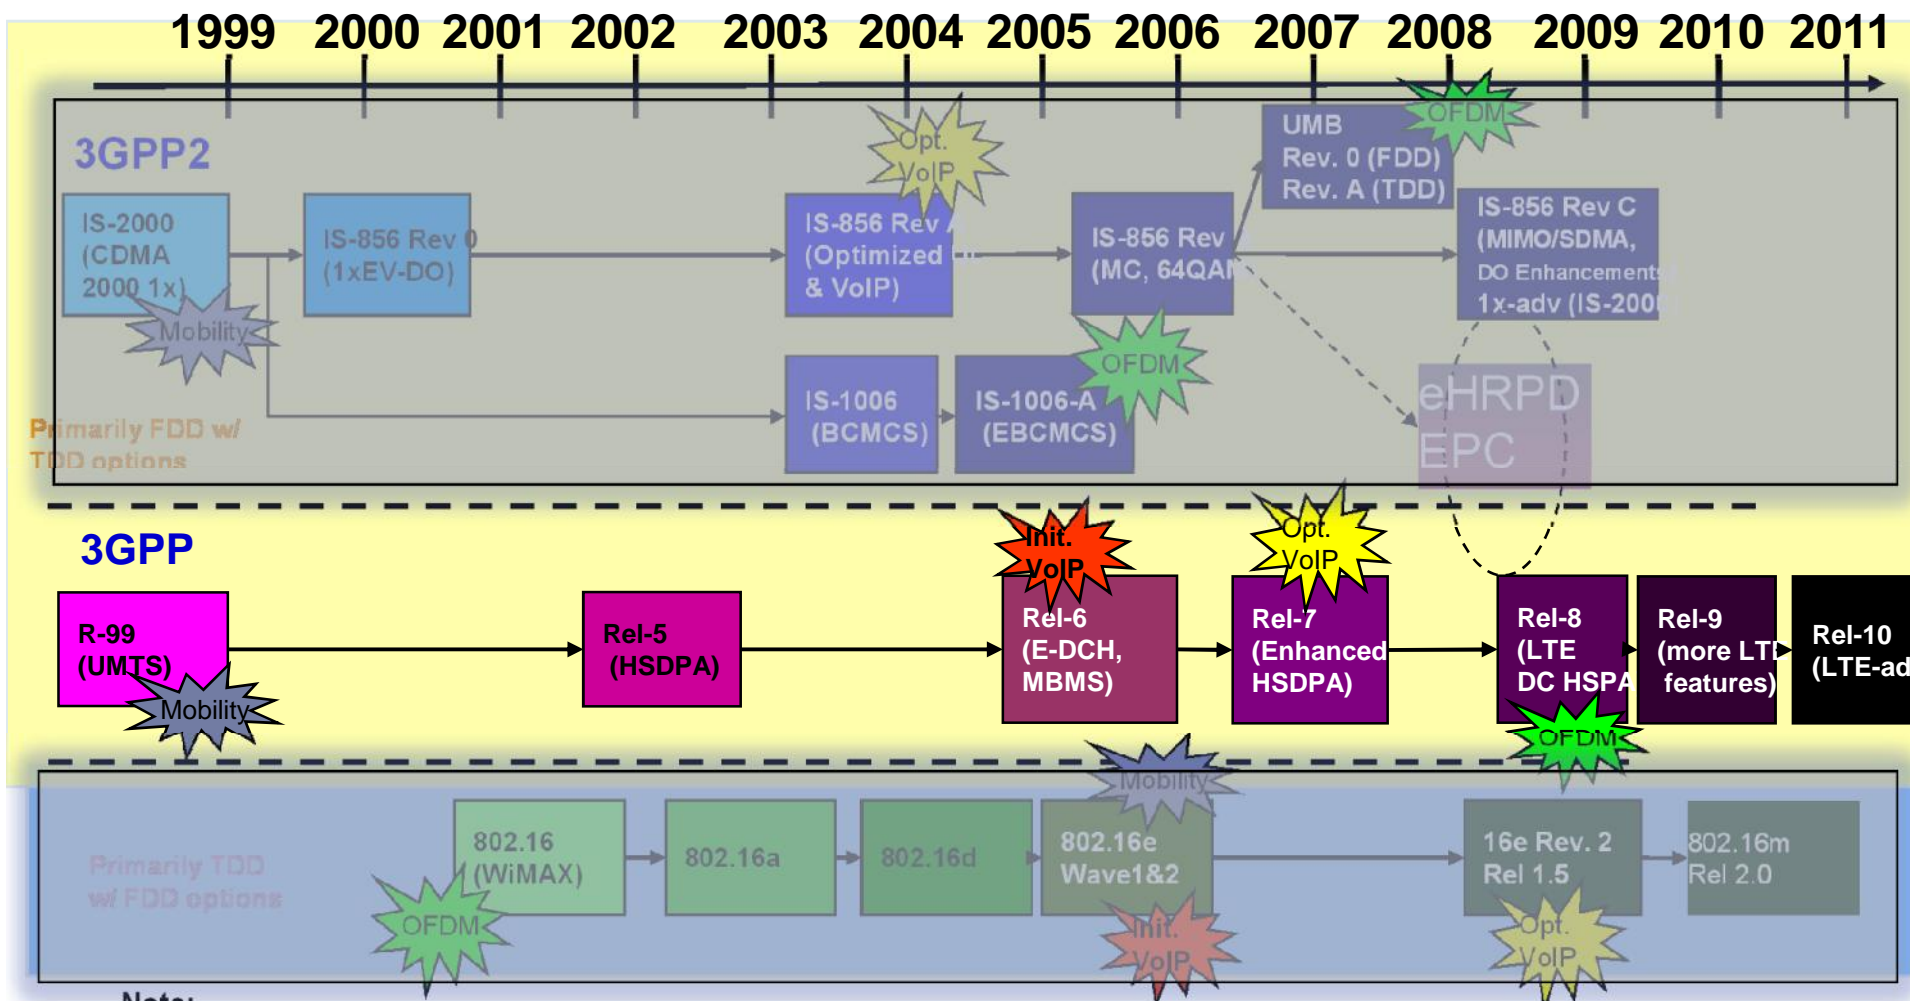 1999 2000 2001 2002 2003 2004 2005 2006 2007 2008 2009 2010 2011
3GPP2
IS-2000
(CDMA
2000 1x)
Mobility
IS-856 Rev 0
(1xEV-DO)
Opt.
VoIP
IS-856 Rev A
(Optimized
& VoIP)
IS-856 Rev
(MC, 64QAM
UMB
Rev. 0 (FDD)
Rev. A (TDD)
OFDM
IS-856 Rev C
(MIMO/SDMA,
DO Enhancements
1x-adv (IS-200
IS-1006
(BCMCS)
IS-1006-A
(EBCMCS)
OFDM
eHRPD
EPC
Primarily FDD w/
TDD options
3GPP
R-99
(UMTS)
Mobility
Rel-5
(HSDPA)
Init.
VoIP
Rel-6
(E-DCH,
MBMS)
Opt.
VoIP
Rel-7
(Enhanced
HSDPA)
Rel-8
(LTE
DC HSPA
OFDM
Rel-9
(more LTE
features)
Rel-10
(LTE-ad
Primarily TDD
w/ FDD options
802.16
(WiMAX)
OFDM
802.16a
802.16d
Mobility
802.16e
Wave1&2
Init.
VoIP
16e Rev. 2
Rel 1.5
Opt.
VoIP
802.16m
Rel 2.0
Note: